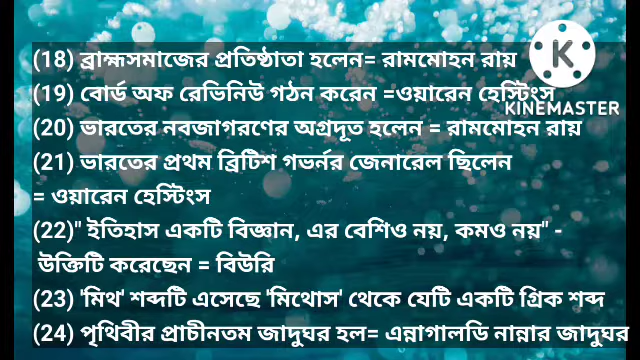 (18) ব্রাহ্মসমাজের প্রতিষ্ঠাতা হলেন= রামমোহন রায়
(19) বোর্ড অফ রেভিনিউ গঠন করেন =ওয়ারেন হেস্টিংস
KINEMASTER
(20) ভারতের নবজাগরণের অগ্রদূত হলেন = রামমোহন রায়
(21) ভারতের প্রথম ব্রিটিশ গভর্নর জেনারেল ছিলেন
= ওয়ারেন হেস্টিংস
(22)" ইতিহাস একটি বিজ্ঞান, এর বেশিও নয়, কমও নয়" -
উক্তিটি করেছেন = বিউরি
(23) 'মিথ' শব্দটি এসেছে 'মিথোস' থেকে যেটি একটি গ্রিক শব্দ
(24) পৃথিবীর প্রাচীনতম জাদুঘর হল= এন্নাগালডি নান্নার জাদুঘর